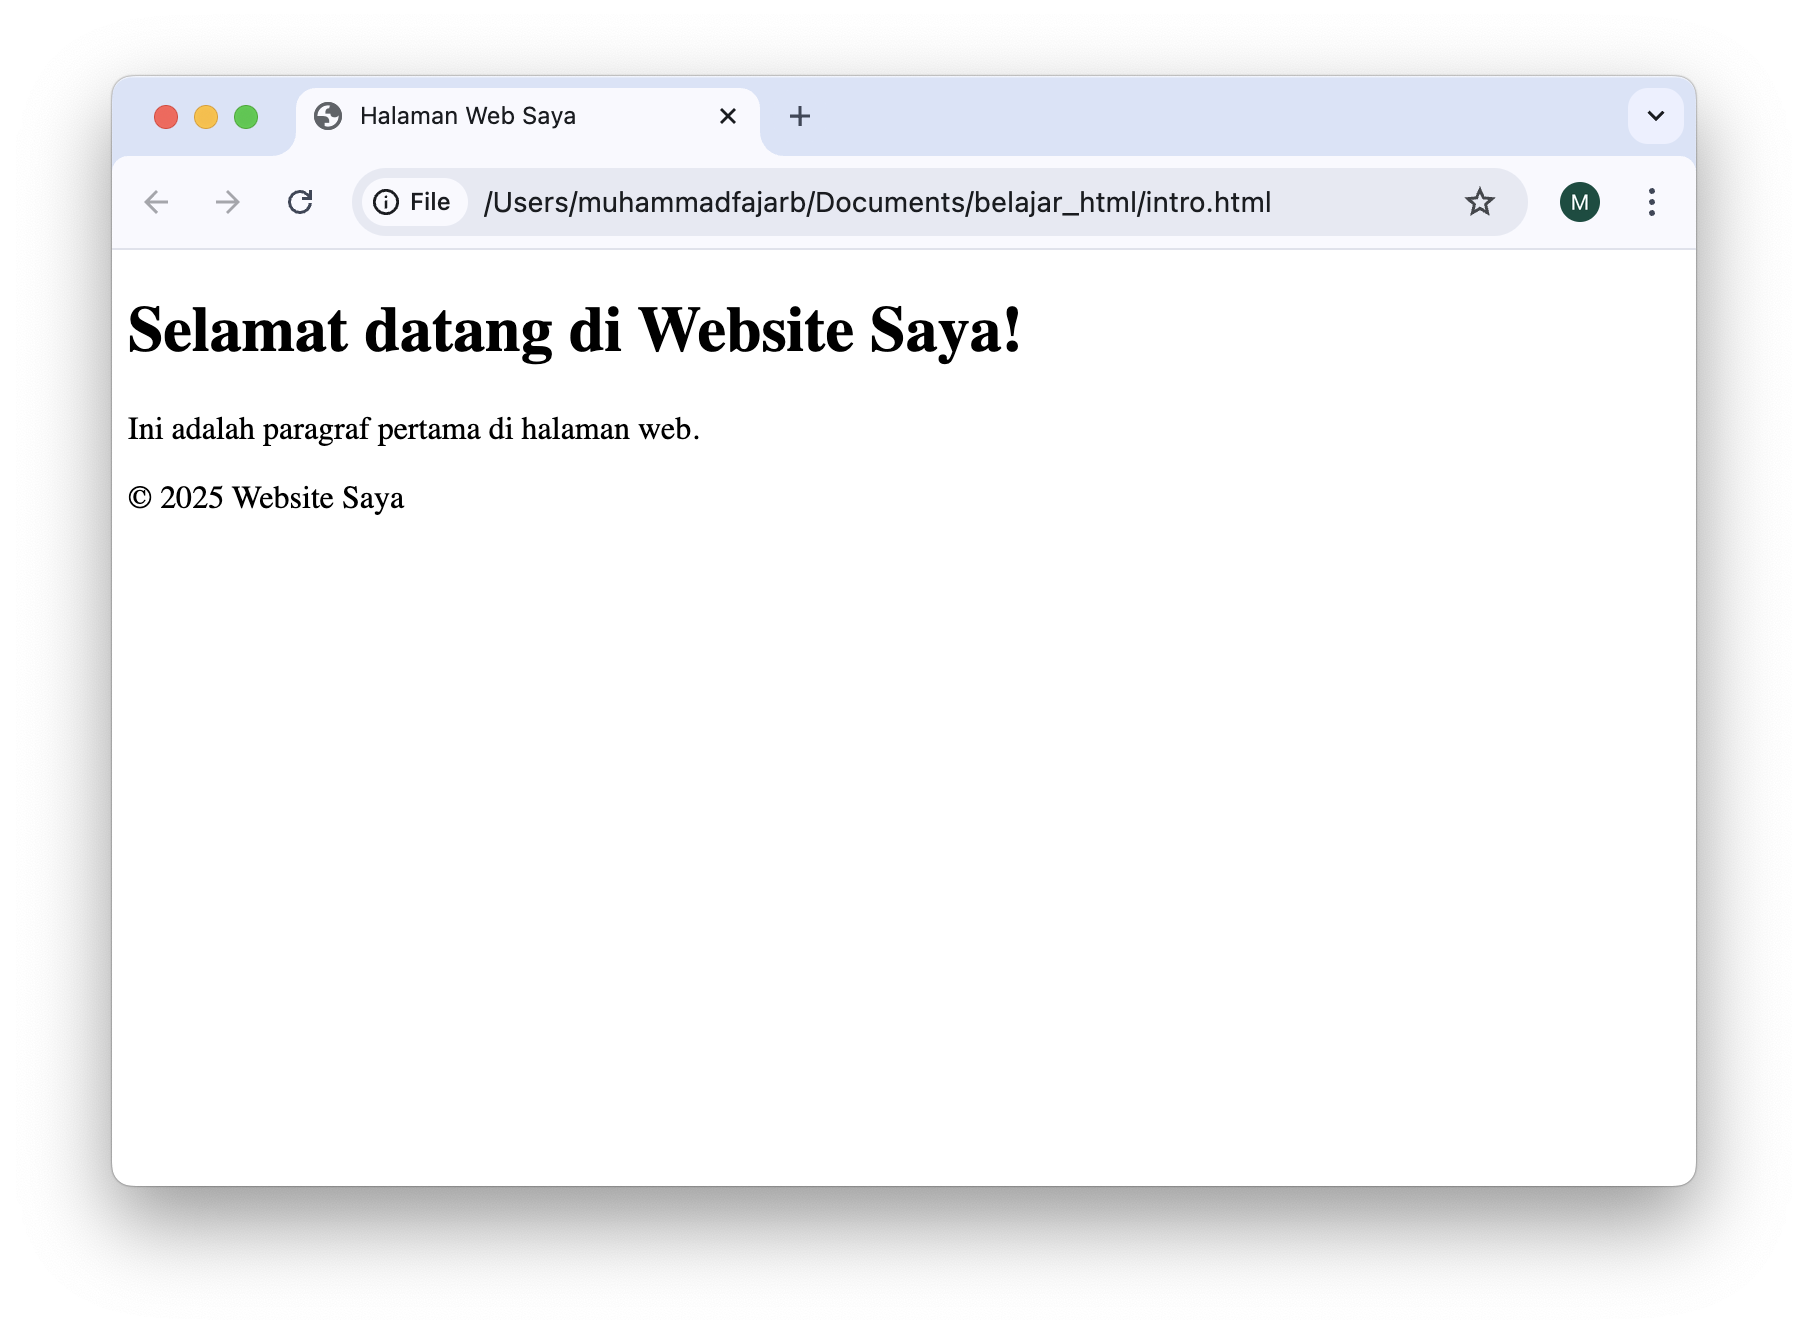 Halaman Web Saya
File /Users/muhammadfajarb/Documents/belajar_html/intro.html M
Selamat datang di Website Saya!
Ini adalah paragraf pertama di halaman web.
© 2025 Website Saya